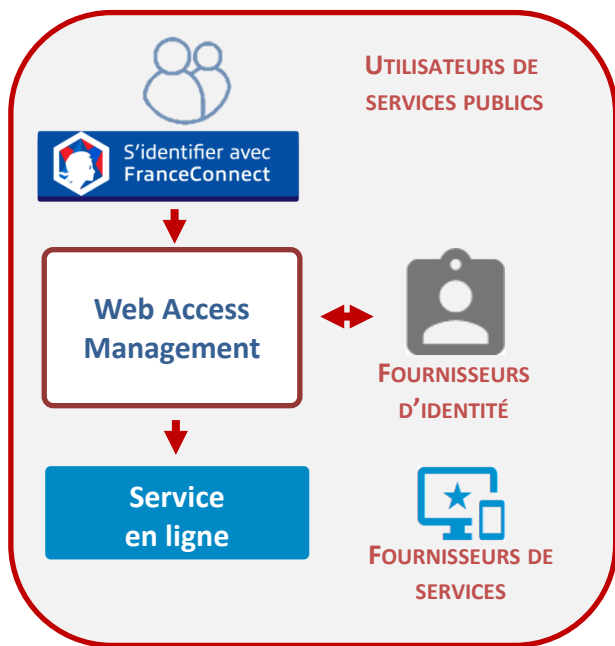 UTILISATEURS DE
SERVICES PUBLICS
S'identifier avec
FranceConnect
Web Access
Management
FOURNISSEURS
D'IDENTITÉ
Service
en ligne
FOURNISSEURS DE
SERVICES